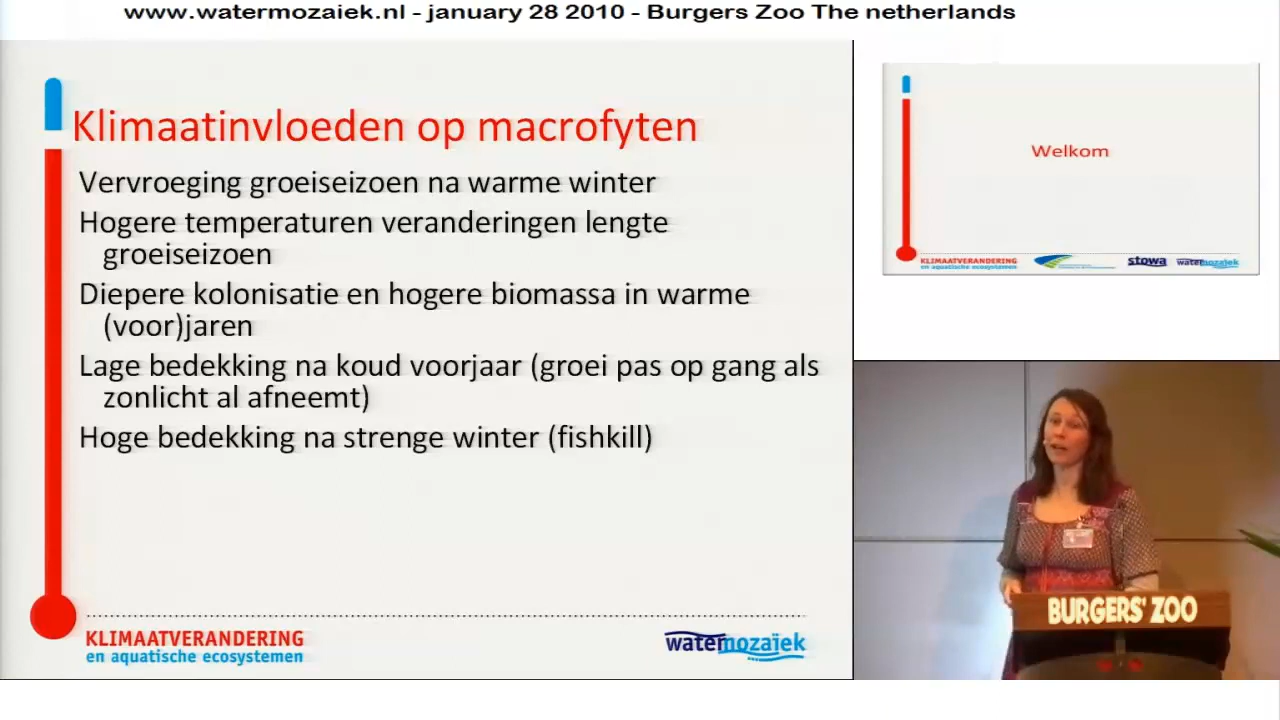 www.watermozaiek.nl - january 28 2010 - Burgers Zoo The netherlands
Klimaatinvloeden op macrofyten
Vervroeging groeiseizoen na warme winter
Hogere temperaturen veranderingen lengte
groeiseizoen
Diepere kolonisatie en hogere biomassa in warme
(voor)jaren
Lage bedekking na koud voorjaar (groei pas op gang als
zonlicht al afneemt)
Hoge bedekking na strenge winter (fishkill)
KLIMAATVERANDERING
en aquatische ecosystemen
watermozaïek
Welkom
KLIMAATVERANDERING
en aquatische ecosystemen
stowa
watermozaïek
BURGERS' ZOO